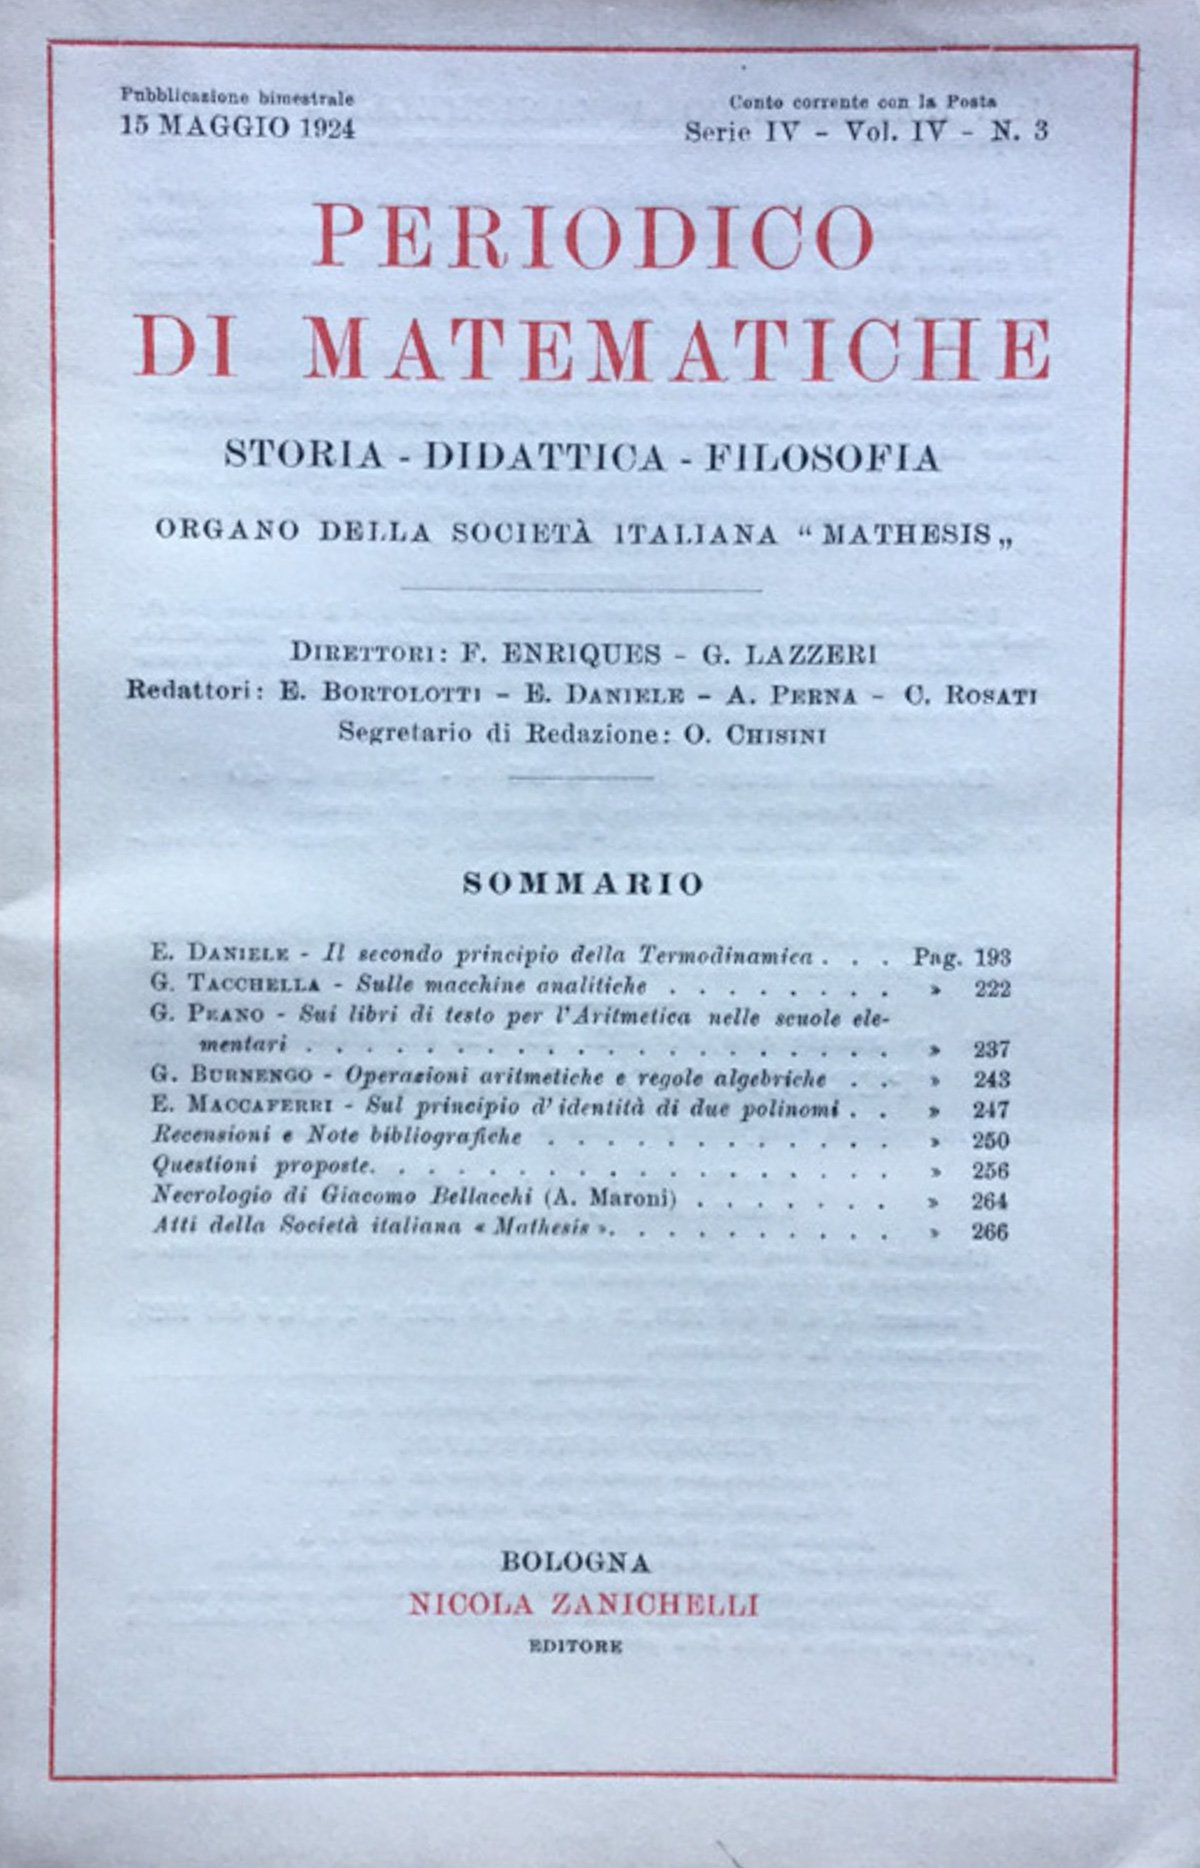 Pubblicazione bimestrale
15 MAGGIO 1924
Conto corrente con la Posta
Serie IV - Vol. IV - N. 3
PERIODICO
DI MATEMATICHE
STORIA - DIDATTICA - FILOSOFIA
ORGANO DELLA SOCIETÀ ITALIANA “ MATHESIS „
DIRETTORI: F. ENRIQUES - G. LAZZERI
Redattori: E. BORTOLOTTI - E. DANIELE - A. PERNA - C. ROSATI
Segretario di Redazione: O. CHISINI
SOMMARIO
E. DANIELE - Il secondo principio della Termodinamica . . . Pag. 193
G. TACCHELLA - Sulle macchine analitiche . . . . . . . . » 222
G. PEANO - Sui libri di testo per l'Aritmetica nelle scuole ele-
mentari . . . . . . . . . . . . . . . . . . . . » 237
G. BURNENGO - Operazioni aritmetiche e regole algebriche . . » 243
E. MACCAFERRI - Sul principio d'identità di due polinomi . . » 247
Recensioni e Note bibliografiche . . . . . . . . . . . . » 250
Questioni proposte. . . . . . . . . . . . . . . . . . » 256
Necrologio di Giacomo Bellacchi (A. Maroni) . . . . . . . » 264
Atti della Società italiana « Mathesis ». . . . . . . . . . » 266
BOLOGNA
NICOLA ZANICHELLI
EDITORE